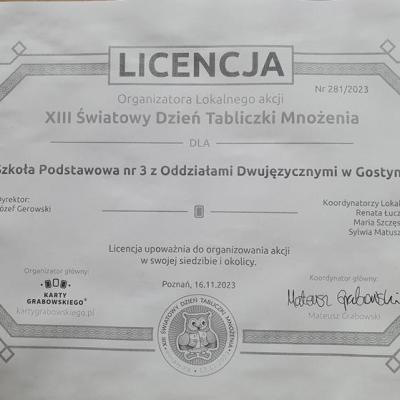 LICENCJA
Nr 281/2023
Organizatora Lokalnego akcji
XIII Światowy Dzień Tabliczki Mnożenia
DLA
Szkoła Podstawowa nr 3 z Oddziałami Dwujęzycznymi w Gostyn
Dyrektor:
Józef Gerowski
Koordynatorzy Lokal
Renata Łucz
Maria Szczęs
Sylwia Matusz
Licencja upoważnia do organizowania akcji
w swojej siedzibie i okolicy.
Poznań, 16.11.2023
Organizator główny:
KARTY
GRABOWSKIEGO®
kartygrabowskiego.pl
Koordynator główny:
Mateusz Grabowski
Mateusz Grabowski
XIII ŚWIATOWY DZIEŃ TABLICZKI MNOŻENIA